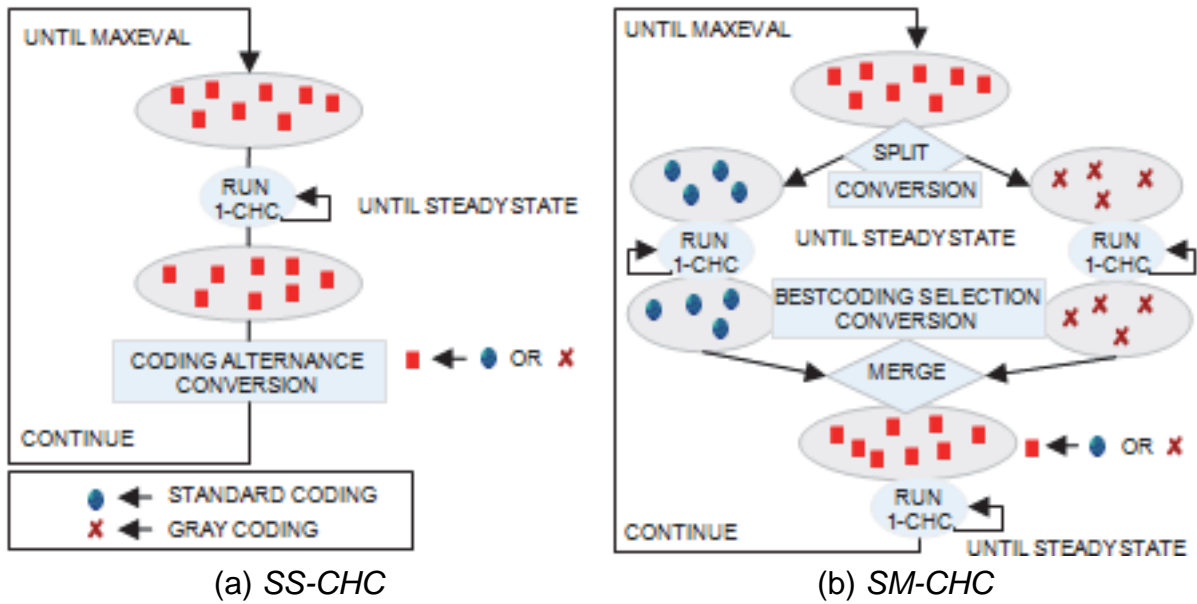 UNTIL MAXEVAL
RUN
1-CHC
UNTIL STEADY STATE
CODING ALTERNANCE
CONVERSION
OR
CONTINUE
STANDARD CODING
GRAY CODING
(a) SS-CHC
UNTIL MAXEVAL
SPLIT
CONVERSION
RUN
1-CHC
UNTIL STEADY STATE
RUN
1-CHC
BESTCODING SELECTION
CONVERSION
MERGE
OR
RUN
1-CHC
CONTINUE
UNTIL STEADY STATE
(b) SM-CHC